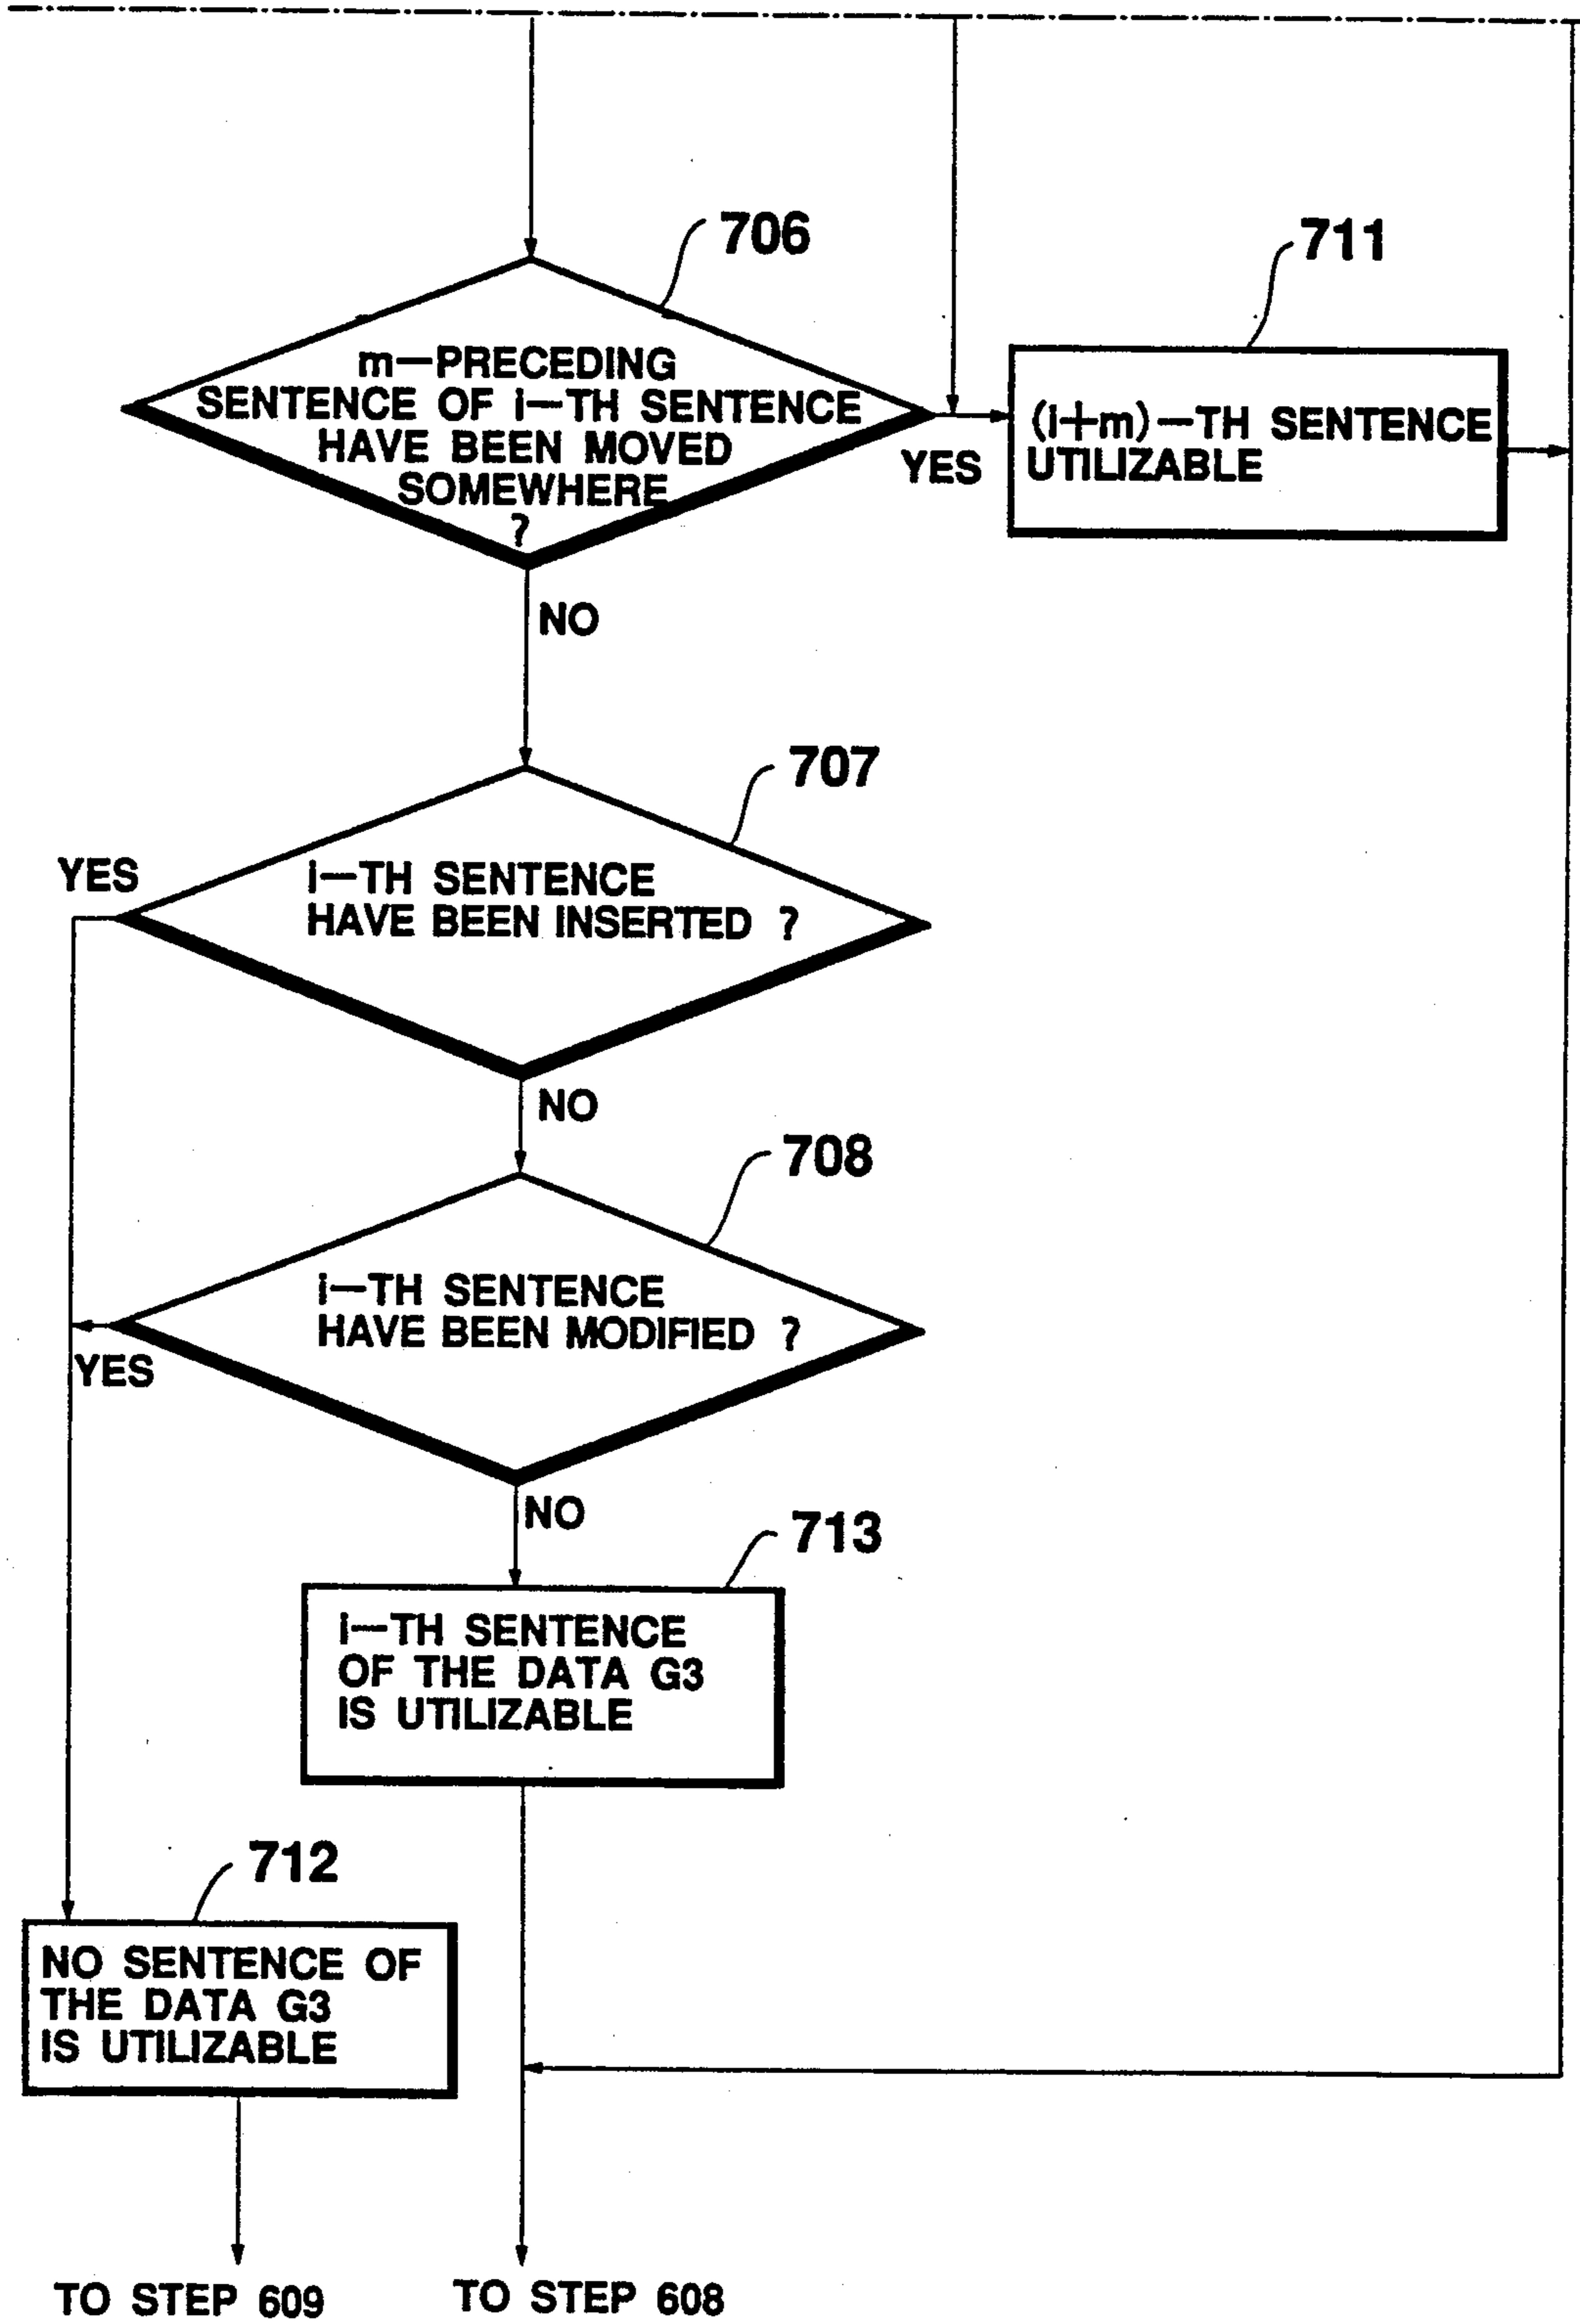 706
711
m—PRECEDING
SENTENCE OF i—TH SENTENCE
HAVE BEEN MOVED
SOMEWHERE
?
YES
(i+m)—TH SENTENCE
UTILIZABLE
NO
707
YES
i—TH SENTENCE
HAVE BEEN INSERTED ?
NO
708
i—TH SENTENCE
HAVE BEEN MODIFIED ?
YES
NO
713
i—TH SENTENCE
OF THE DATA G3
IS UTILIZABLE
712
NO SENTENCE OF
THE DATA G3
IS UTILIZABLE
TO STEP 609
TO STEP 608